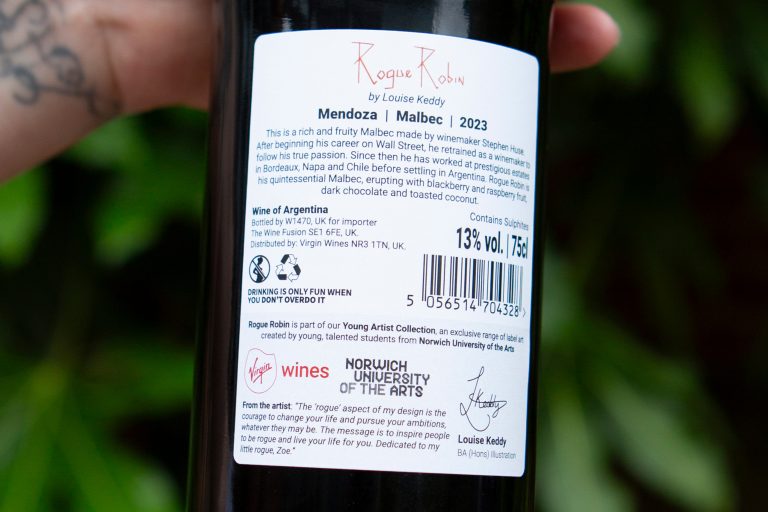 Rogue Robin
by Louise Keddy
Mendoza | Malbec | 2023
This is a rich and fruity Malbec made by winemaker Stephen Huse.
After beginning his career on Wall Street, he retrained as a winemaker to
follow his true passion. Since then he has worked at prestigious estates
in Bordeaux, Napa and Chile before settling in Argentina. Rogue Robin is
his quintessential Malbec, erupting with blackberry and raspberry fruit,
dark chocolate and toasted coconut.
Wine of Argentina
Bottled by W1470, UK for importer
The Wine Fusion SE1 6FE, UK.
Distributed by: Virgin Wines NR3 1TN, UK.
Contains Sulphites
13% vol. | 75cl
DRINKING IS ONLY FUN WHEN
YOU DON'T OVERDO IT
5 056514 704328 >
Rogue Robin is part of our Young Artist Collection, an exclusive range of label art
created by young, talented students from Norwich University of the Arts
Virgin wines
NORWICH
UNIVERSITY
OF THE ARTS
LKeddy
Louise Keddy
BA (Hons) Illustration
From the artist: "The 'rogue' aspect of my design is the
courage to change your life and pursue your ambitions,
whatever they may be. The message is to inspire people
to be rogue and live your life for you. Dedicated to my
little rogue, Zoe."